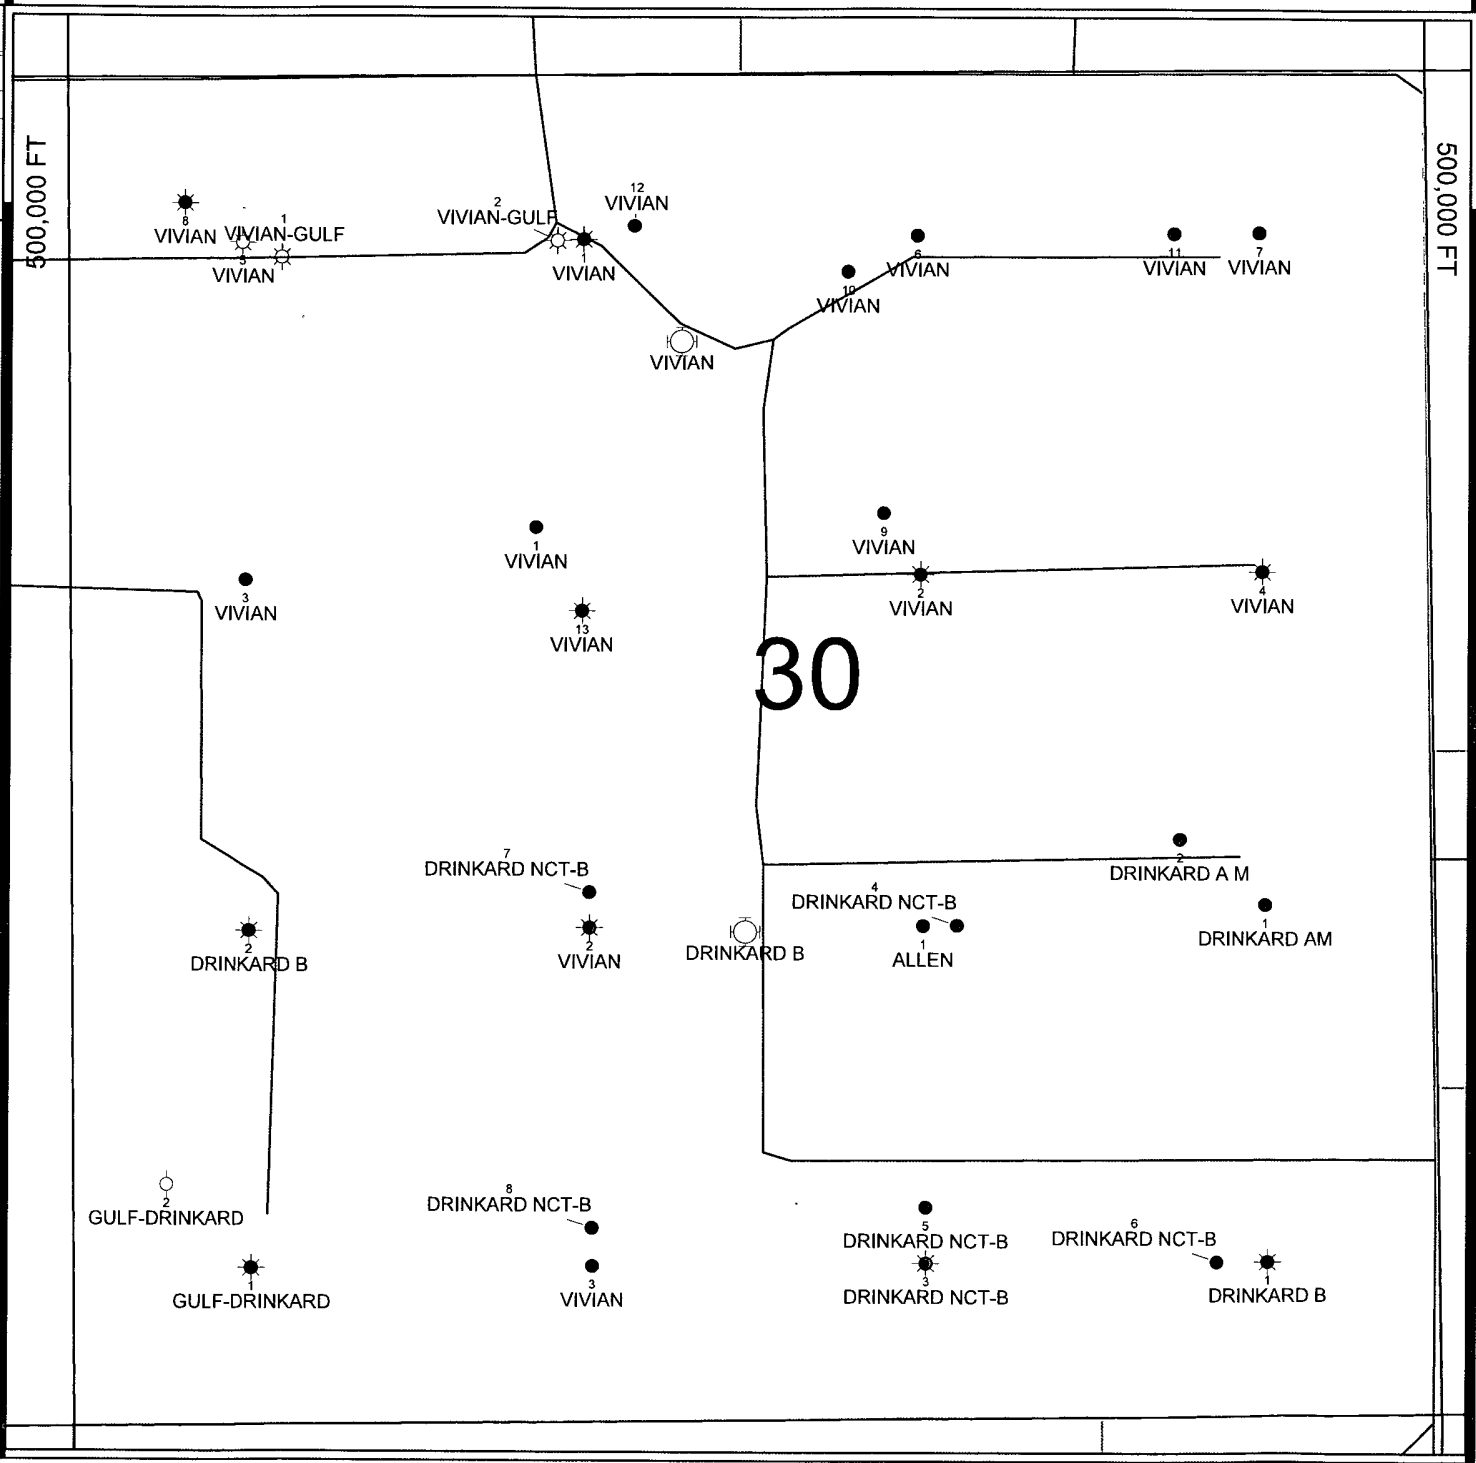 500,000 FT
500,000 FT
8
VIVIAN
1
VIVIAN-GULF
5
VIVIAN
2
VIVIAN-GULF
12
VIVIAN
1
VIVIAN
VIVIAN
10
VIVIAN
6
VIVIAN
11
VIVIAN
7
VIVIAN
1
VIVIAN
9
VIVIAN
3
VIVIAN
13
VIVIAN
2
VIVIAN
4
VIVIAN
30
7
DRINKARD NCT-B
2
DRINKARD A M
4
DRINKARD NCT-B
2
DRINKARD B
2
VIVIAN
DRINKARD B
1
ALLEN
1
DRINKARD AM
2
GULF-DRINKARD
8
DRINKARD NCT-B
5
DRINKARD NCT-B
6
DRINKARD NCT-B
1
GULF-DRINKARD
3
VIVIAN
3
DRINKARD NCT-B
1
DRINKARD B